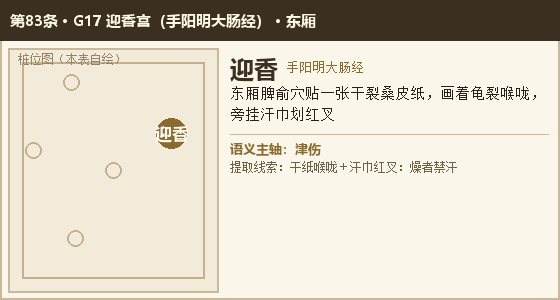 第83条・G17 迎香宫（手阳明大肠经）・东厢
桩位图（本表自绘）
迎香
迎香 手阳明大肠经
东厢脾俞穴贴一张干裂桑皮纸，画着龟裂喉咙，
旁挂汗巾划红叉
语义主轴：津伤
提取线索：干纸喉咙＋汗巾红叉：燥者禁汗